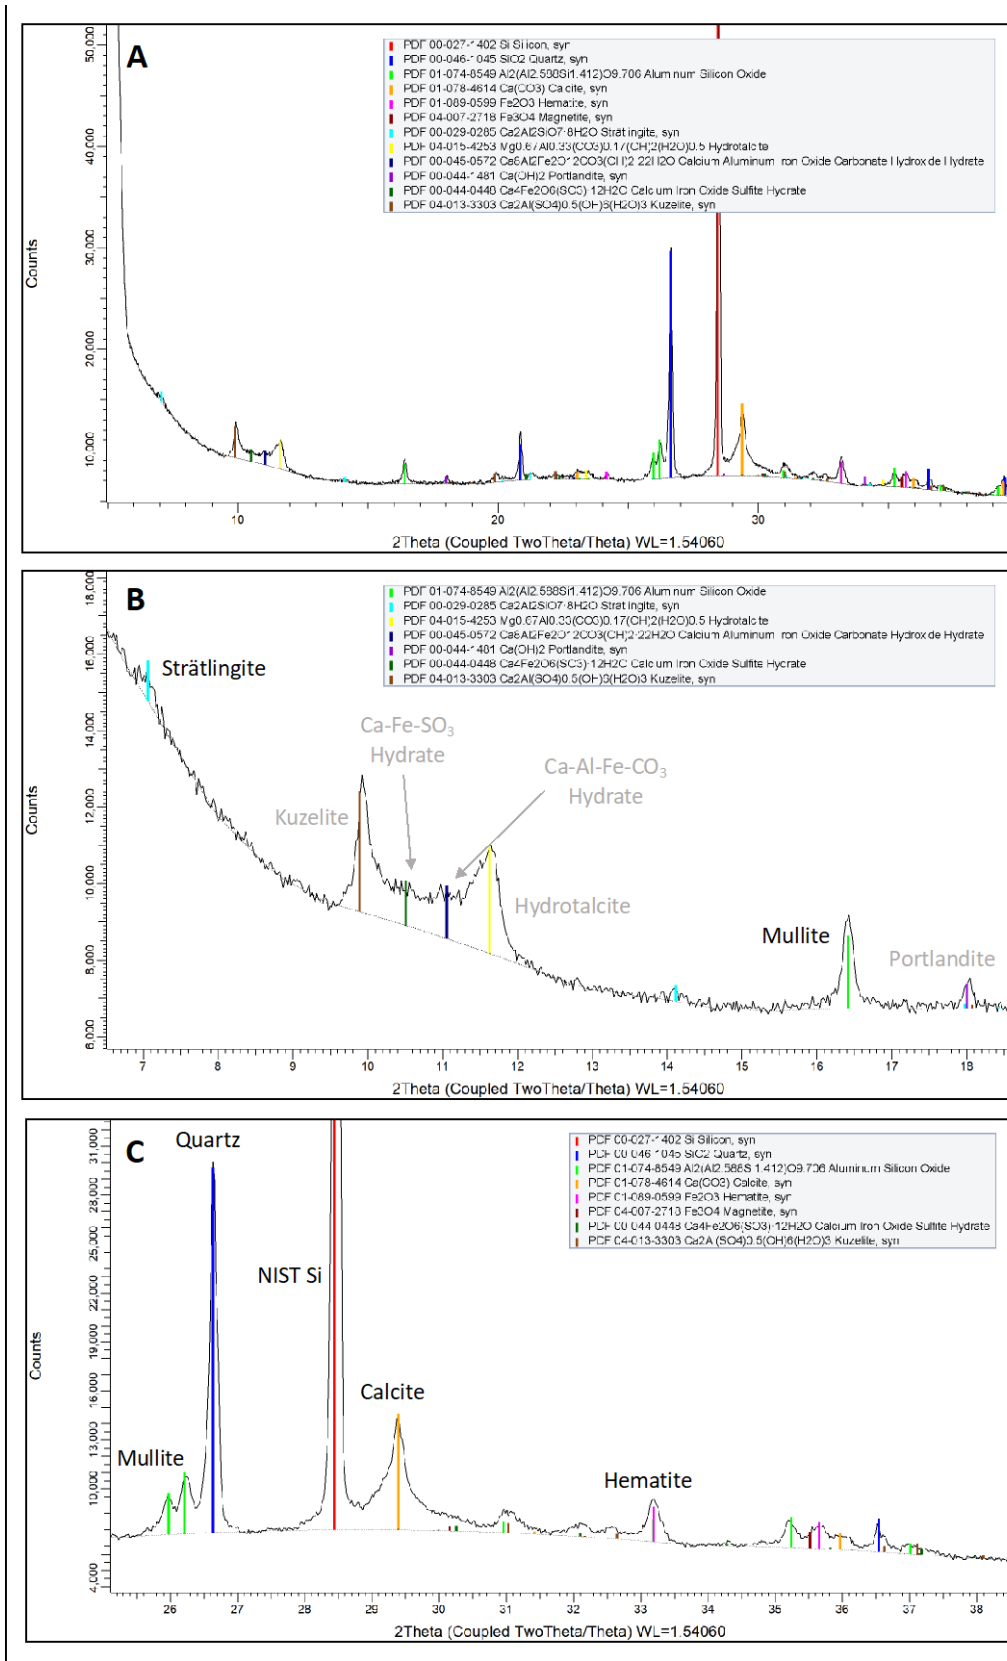 A
PDF 00-027-1402 Si Silicon, syn
PDF 00-046-1045 SiO2 Quartz, syn
PDF 01-074-8549 Al2(Al2.588Si1.412)O9.706 Aluminum Silicon Oxide
PDF 01-078-4614 Ca(CO3) Calcite, syn
PDF 01-089-0599 Fe2O3 Hematite, syn
PDF 04-007-2718 Fe3O4 Magnetite, syn
PDF 00-029-0285 Ca2Al2SiO7·8H2O Strätlingite, syn
PDF 04-015-4253 Mg0.67Al0.33(CO3)0.17(OH)2(H2O)0.5 Hydrotalcite
PDF 00-045-0572 Ca8Al2Fe2O12CO3(OH)2·22H2O Calcium Aluminum Iron Oxide Carbonate Hydroxide Hydrate
PDF 00-044-1481 Ca(OH)2 Portlandite, syn
PDF 00-044-0448 Ca4Fe2O6(SO3)·12H2O Calcium Iron Oxide Sulfite Hydrate
PDF 04-013-3303 Ca2Al(SO4)0.5(OH)6(H2O)3 Kuzelite, syn
50,000
40,000
30,000
20,000
10,000
Counts
10 20 30
2Theta (Coupled TwoTheta/Theta) WL=1.54060
B
PDF 01-074-8549 Al2(Al2.588Si1.412)O9.706 Aluminum Silicon Oxide
PDF 00-029-0285 Ca2Al2SiO7·8H2O Strätlingite, syn
PDF 04-015-4253 Mg0.67Al0.33(CO3)0.17(OH)2(H2O)0.5 Hydrotalcite
PDF 00-045-0572 Ca8Al2Fe2O12CO3(OH)2·22H2O Calcium Aluminum Iron Oxide Carbonate Hydroxide Hydrate
PDF 00-044-1481 Ca(OH)2 Portlandite, syn
PDF 00-044-0448 Ca4Fe2O6(SO3)·12H2O Calcium Iron Oxide Sulfite Hydrate
PDF 04-013-3303 Ca2Al(SO4)0.5(OH)6(H2O)3 Kuzelite, syn
18,000
16,000
14,000
12,000
10,000
8,000
6,000
Counts
Strätlingite
Ca-Fe-SO₃
Hydrate
Ca-Al-Fe-CO₃
Hydrate
Kuzelite
Hydrotalcite
Mullite
Portlandite
7 8 9 10 11 12 13 14 15 16 17 18
2Theta (Coupled TwoTheta/Theta) WL=1.54060
C
PDF 00-027-1402 Si Silicon, syn
PDF 00-046-1045 SiO2 Quartz, syn
PDF 01-074-8549 Al2(Al2.588Si1.412)O9.706 Aluminum Silicon Oxide
PDF 01-078-4614 Ca(CO3) Calcite, syn
PDF 01-089-0599 Fe2O3 Hematite, syn
PDF 04-007-2718 Fe3O4 Magnetite, syn
PDF 00-044-0448 Ca4Fe2O6(SO3)·12H2O Calcium Iron Oxide Sulfite Hydrate
PDF 04-013-3303 Ca2Al(SO4)0.5(OH)6(H2O)3 Kuzelite, syn
31,000
28,000
25,000
22,000
19,000
16,000
13,000
10,000
4,000
Counts
Quartz
NIST Si
Calcite
Mullite
Hematite
26 27 28 29 30 31 32 33 34 35 36 37 38
2Theta (Coupled TwoTheta/Theta) WL=1.54060